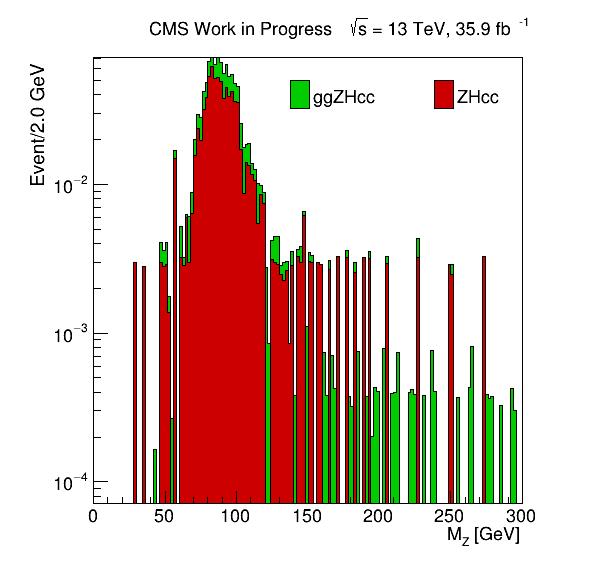 CMS Work in Progress √s = 13 TeV, 35.9 fb⁻¹
Event/2.0 GeV
ggZHcc ZHcc
10⁻²
10⁻³
10⁻⁴
0 50 100 150 200 250 300
M_Z [GeV]